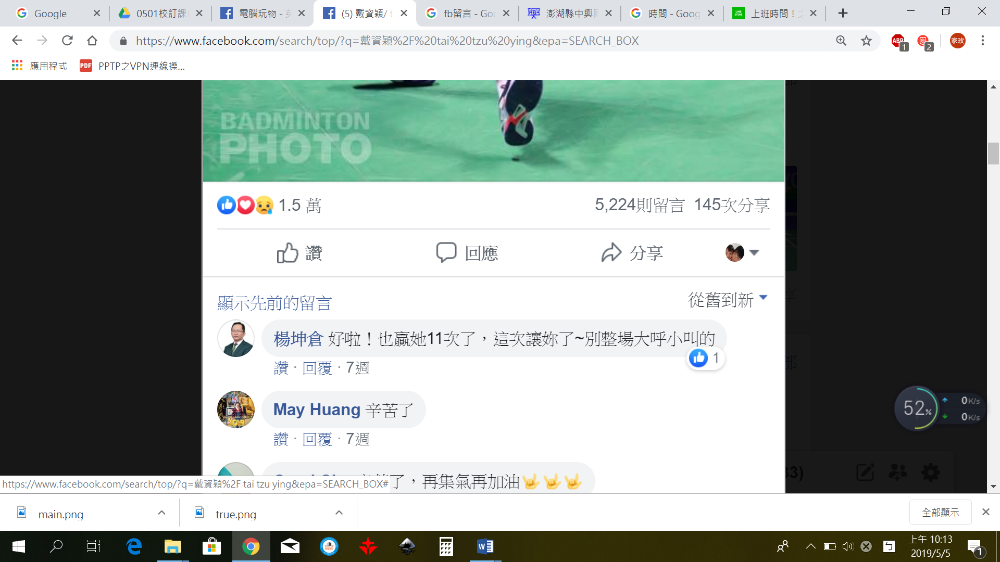 Google
0501校訂課
電腦玩物 - 英
(5) 戴資穎/ t
fb留言 - Goo
澎湖縣中興國
時間 - Goog
上班時間！之
https://www.facebook.com/search/top/?q=戴資穎%2F%20tai%20tzu%20ying&epa=SEARCH_BOX
ABP
1
2
家玫
應用程式
PDF
PPTP之VPN連線操...
BADMINTON
PHOTO
1.5 萬
5,224則留言 145次分享
讚
回應
分享
顯示先前的留言
從舊到新
楊坤倉 好啦！也贏她11次了，這次讓妳了~別整場大呼小叫的
1
讚 · 回覆 · 7週
May Huang 辛苦了
讚 · 回覆 · 7週
了，再集氣再加油
52%
0K/s
0K/s
33)
https://www.facebook.com/search/top/?q=戴資穎%2F tai tzu ying&epa=SEARCH_BOX#
main.png
true.png
全部顯示
上午 10:13
2019/5/5
1